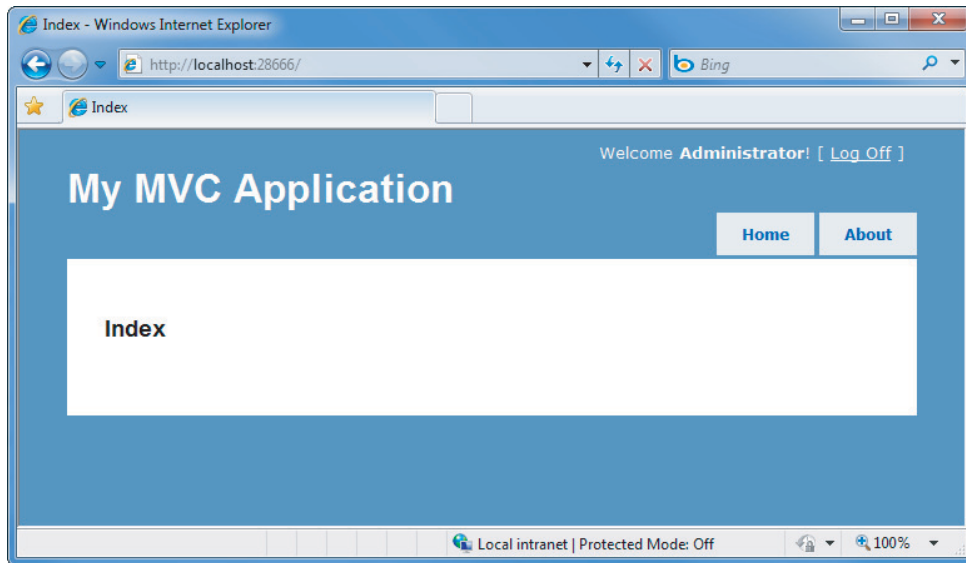 Index - Windows Internet Explorer
http://localhost:28666/
Bing
Index
Welcome Administrator! [ Log Off ]
My MVC Application
Home About
Index
Local intranet | Protected Mode: Off
100%